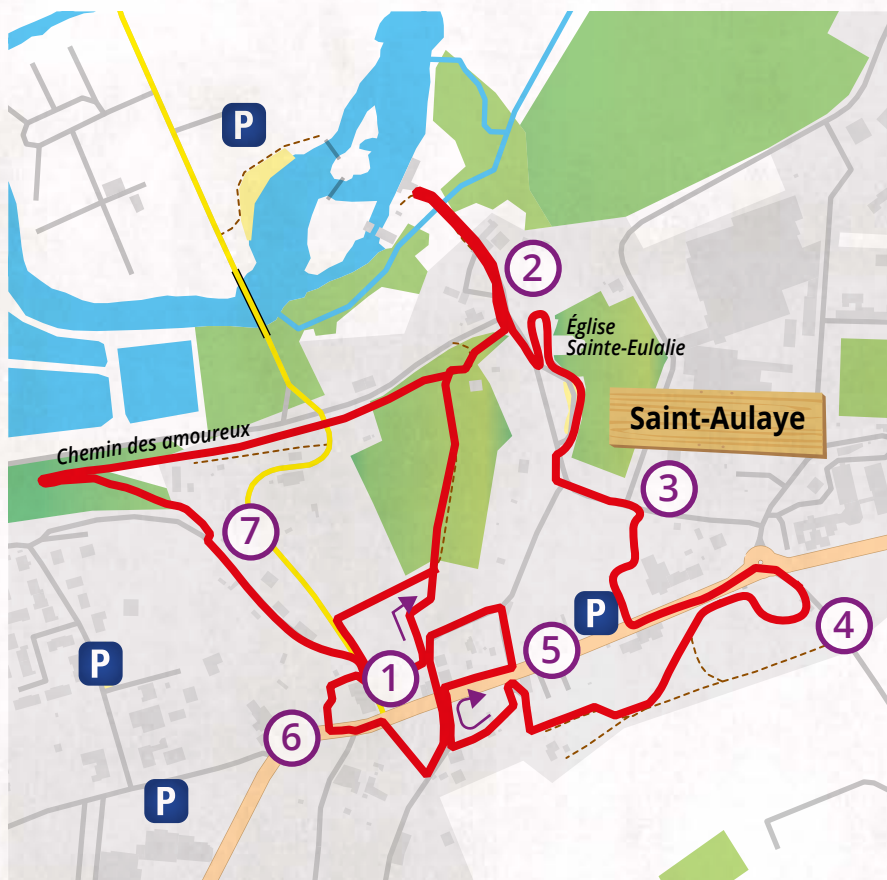 P
2
Église
Sainte-Eulalie
Saint-Aulaye
Chemin des amoureux
3
7
P
4
5
P
1
6
P